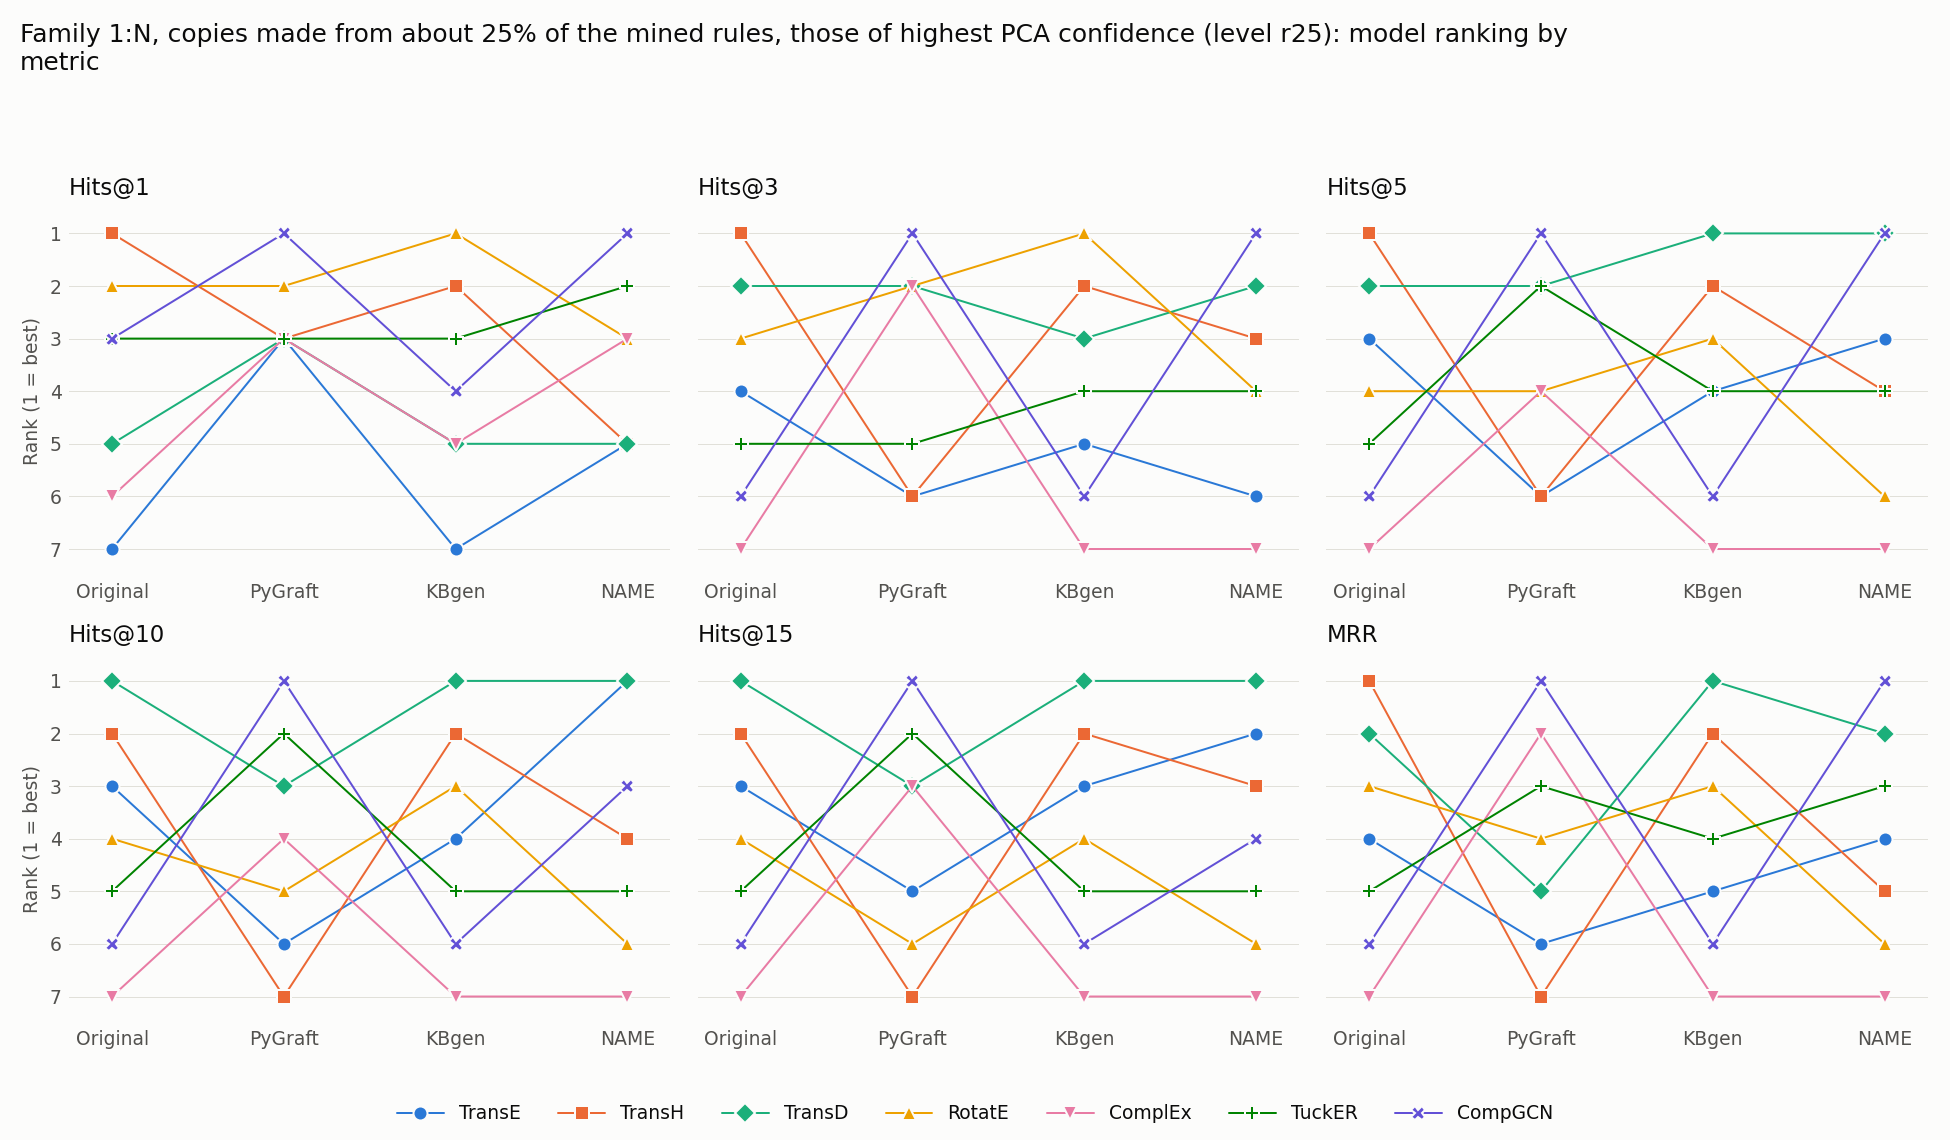 Family 1:N, copies made from about 25% of the mined rules, those of highest PCA confidence (level r25): model ranking by
metric
Hits@1
Hits@3
Hits@5
Rank (1 = best)
1
2
3
4
5
6
7
Original PyGraft KBgen NAME
Original PyGraft KBgen NAME
Original PyGraft KBgen NAME
Hits@10
Hits@15
MRR
Rank (1 = best)
1
2
3
4
5
6
7
Original PyGraft KBgen NAME
Original PyGraft KBgen NAME
Original PyGraft KBgen NAME
TransE TransH TransD RotatE ComplEx TuckER CompGCN